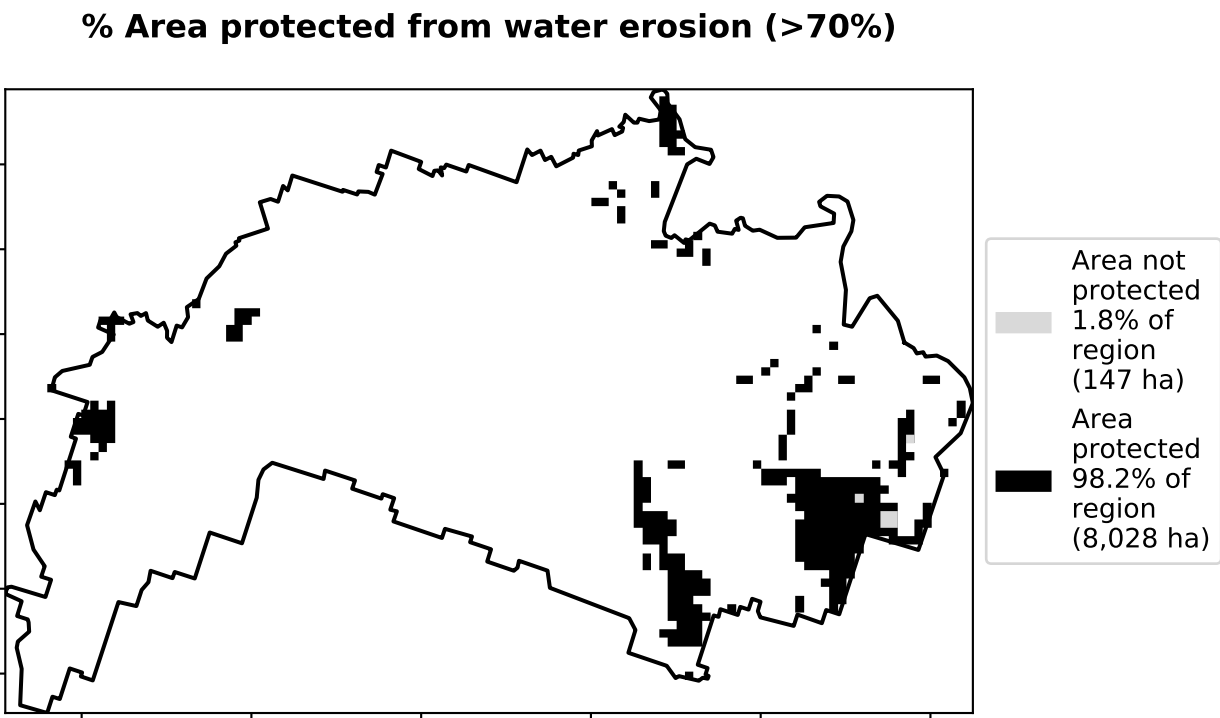 % Area protected from water erosion (>70%)
Area not
protected
1.8% of
region
(147 ha)
Area
protected
98.2% of
region
(8,028 ha)